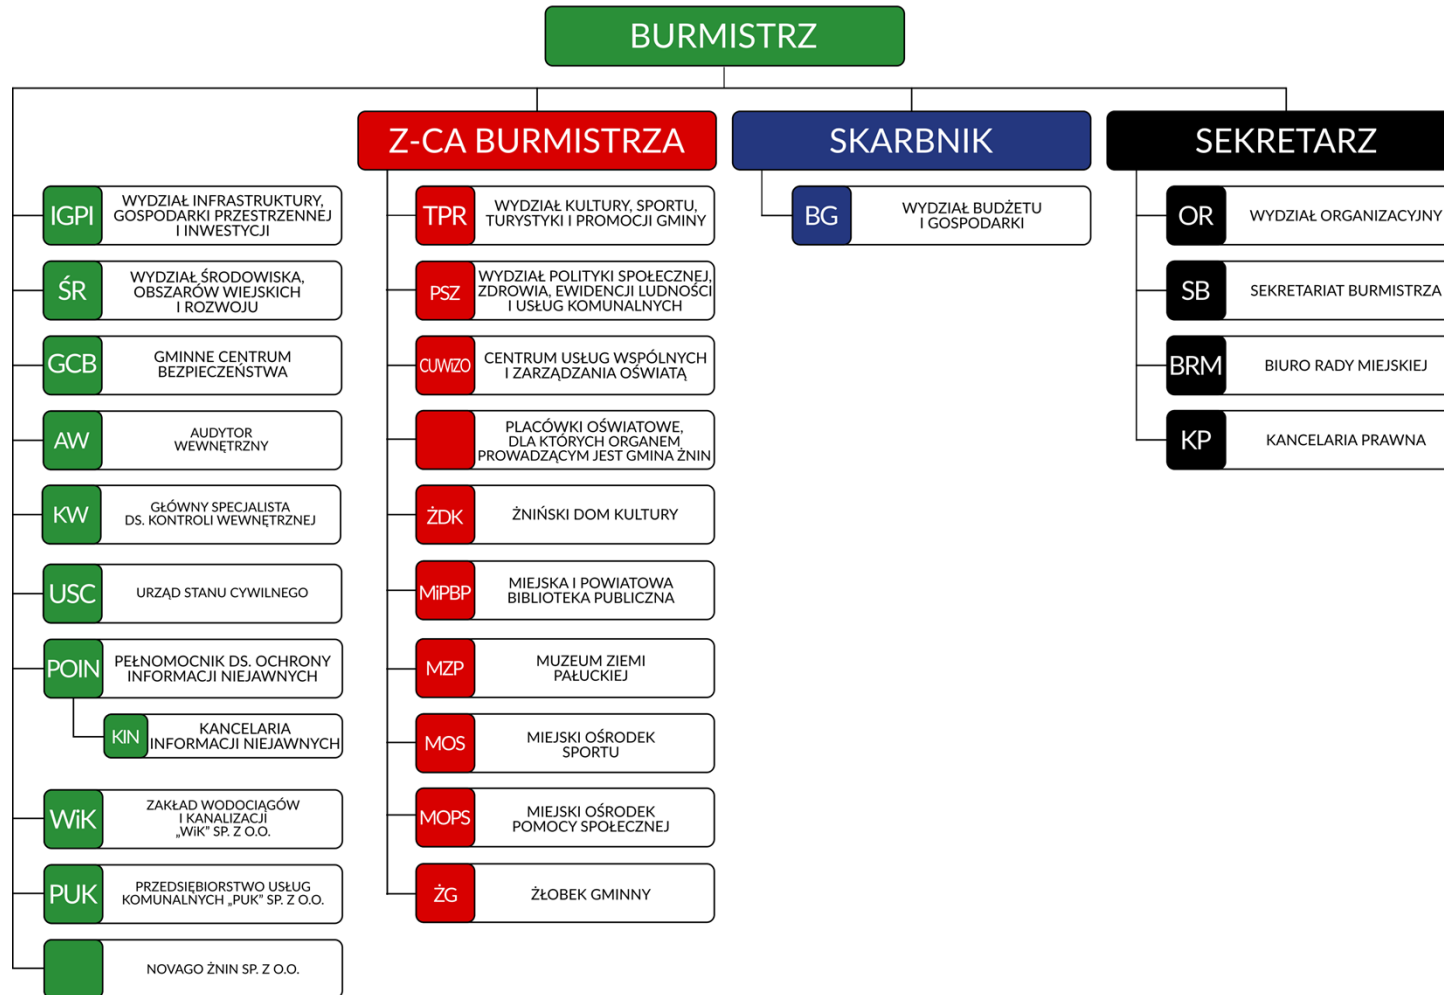 BURMISTRZ
IGPI
WYDZIAŁ INFRASTRUKTURY,
GOSPODARKI PRZESTRZENNEJ
I INWESTYCJI
ŚR
WYDZIAŁ ŚRODOWISKA,
OBSZARÓW WIEJSKICH
I ROZWOJU
GCB
GMINNE CENTRUM
BEZPIECZEŃSTWA
AW
AUDYTOR
WEWNĘTRZNY
KW
GŁÓWNY SPECJALISTA
DS. KONTROLI WEWNĘTRZNEJ
USC
URZĄD STANU CYWILNEGO
POIN
PEŁNOMOCNIK DS. OCHRONY
INFORMACJI NIEJAWNYCH
KIN
KANCELARIA
INFORMACJI NIEJAWNYCH
WiK
ZAKŁAD WODOCIĄGÓW
I KANALIZACJI
„WiK” SP. Z O.O.
PUK
PRZEDSIĘBIORSTWO USŁUG
KOMUNALNYCH „PUK” SP. Z O.O.
NOVAGO ŻNIN SP. Z O.O.
Z-CA BURMISTRZA
TPR
WYDZIAŁ KULTURY, SPORTU,
TURYSTYKI I PROMOCJI GMINY
PSZ
WYDZIAŁ POLITYKI SPOŁECZNEJ,
ZDROWIA, EWIDENCJI LUDNOŚCI
I USŁUG KOMUNALNYCH
CUWiZO
CENTRUM USŁUG WSPÓLNYCH
I ZARZĄDZANIA OŚWIATĄ
PLACÓWKI OŚWIATOWE,
DLA KTÓRYCH ORGANEM
PROWADZĄCYM JEST GMINA ŻNIN
ŻDK
ŻNIŃSKI DOM KULTURY
MiPBP
MIEJSKA I POWIATOWA
BIBLIOTEKA PUBLICZNA
MZP
MUZEUM ZIEMI
PAŁUCKIEJ
MOS
MIEJSKI OŚRODEK
SPORTU
MOPS
MIEJSKI OŚRODEK
POMOCY SPOŁECZNEJ
ŻG
ŻŁOBEK GMINNY
SKARBNIK
BG
WYDZIAŁ BUDŻETU
I GOSPODARKI
SEKRETARZ
OR
WYDZIAŁ ORGANIZACYJNY
SB
SEKRETARIAT BURMISTRZA
BRM
BIURO RADY MIEJSKIEJ
KP
KANCELARIA PRAWNA